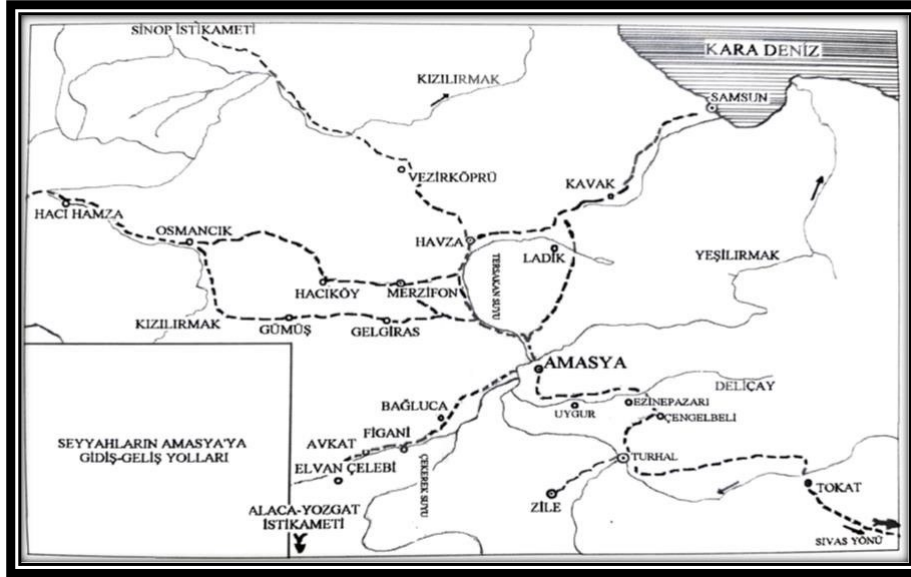 SİNOP İSTİKAMETİ
KARA DENİZ
KIZILIRMAK
SAMSUN
VEZİRKÖPRÜ
KAVAK
HACI HAMZA
OSMANCIK
HAVZA
LADİK
YEŞİLIRMAK
TERSAKAN SUYU
HACIKÖY
MERZİFON
KIZILIRMAK
GÜMÜŞ
GELGİRAS
AMASYA
DELİÇAY
BAĞLUCA
UYGUR
EZİNEPAZARI
ÇENGELBELİ
FİGANİ
SEYYAHLARIN AMASYA'YA
GİDİŞ-GELİŞ YOLLARI
AVKAT
ELVAN ÇELEBİ
ÇEKEREK SUYU
TURHAL
ZİLE
TOKAT
ALACA-YOZGAT
İSTİKAMETİ
SIVAS YÖNÜ